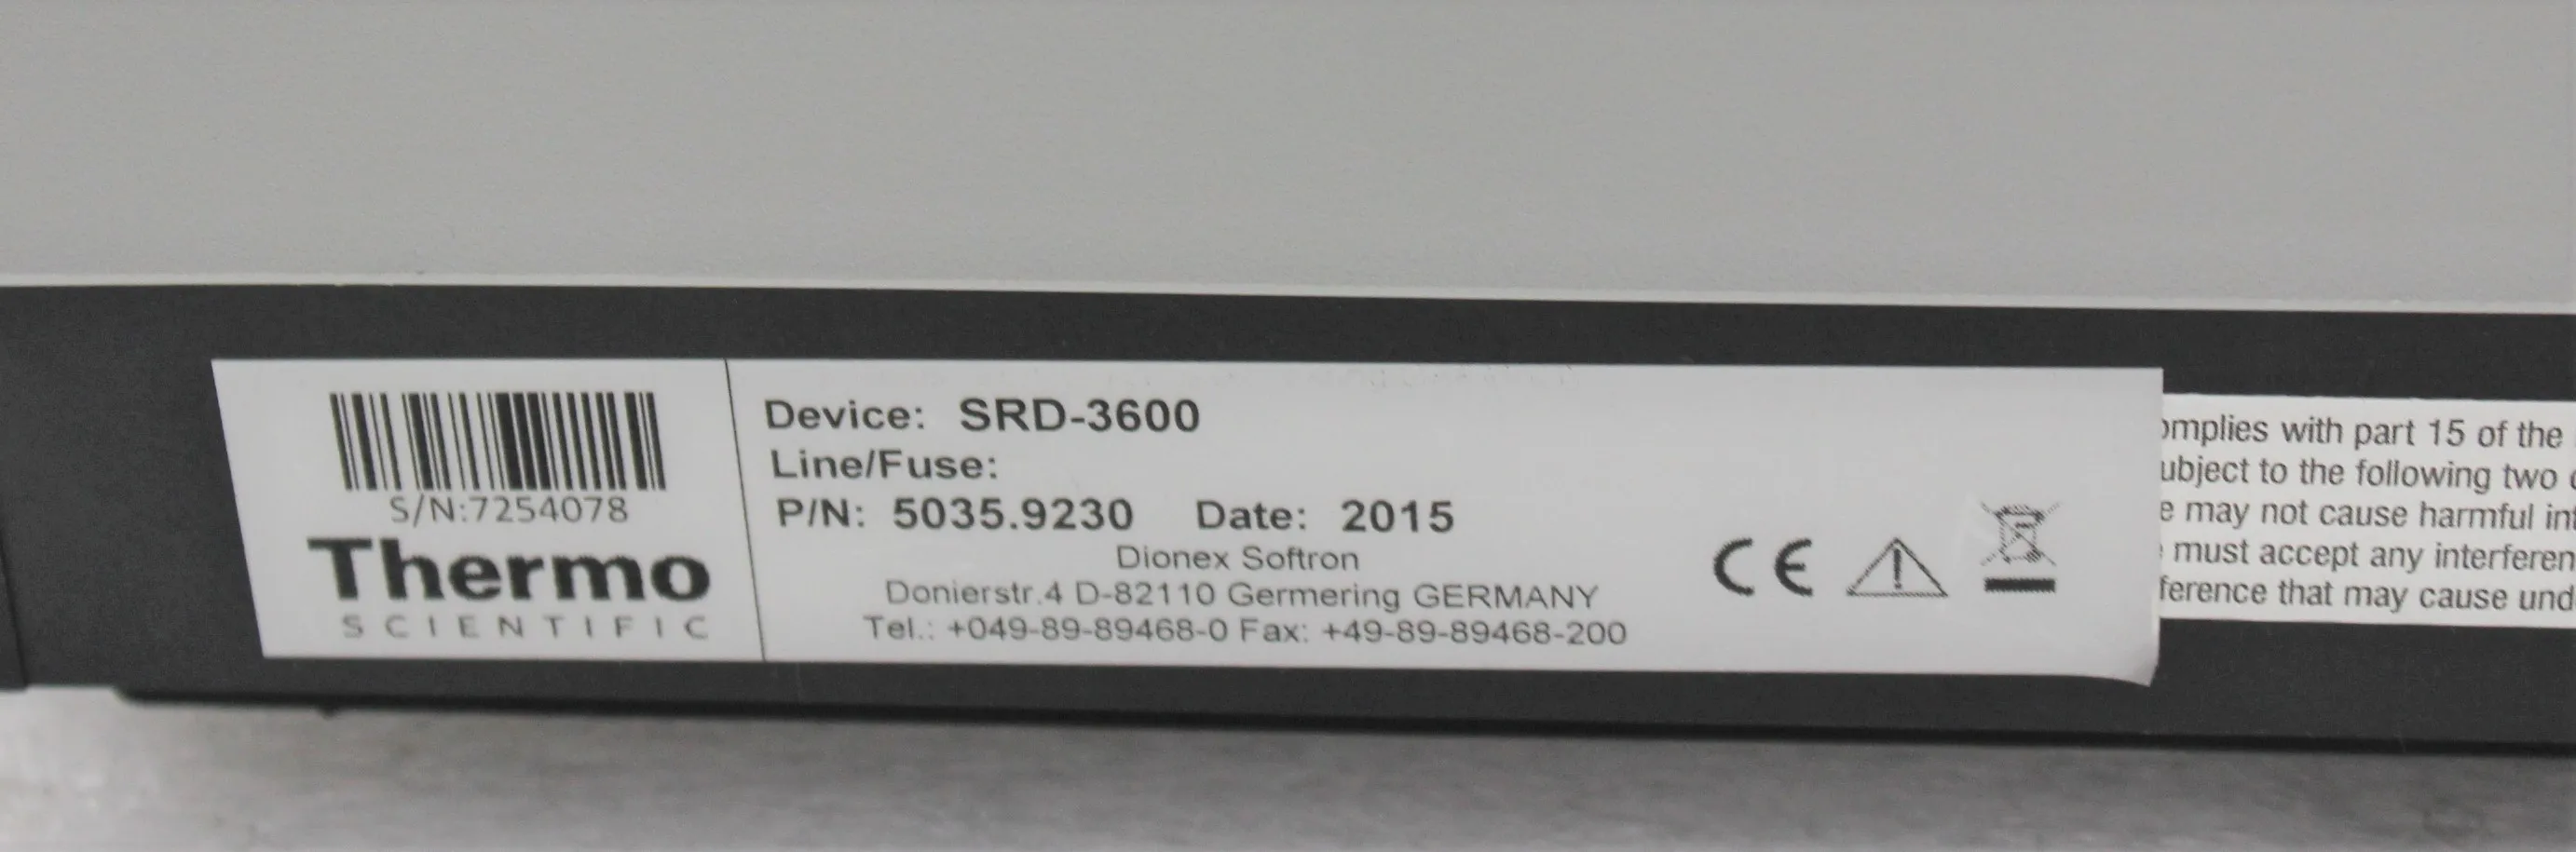 S/N:7254078
Thermo
SCIENTIFIC
Device: SRD-3600
Line/Fuse:
P/N: 5035.9230 Date: 2015
Dionex Softron
Donierstr.4 D-82110 Germering GERMANY
Tel.: +049-89-89468-0 Fax: +49-89-89468-200
CE
omplies with part 15 of the
ubject to the following two
e may not cause harmful int
must accept any interferen
ference that may cause und